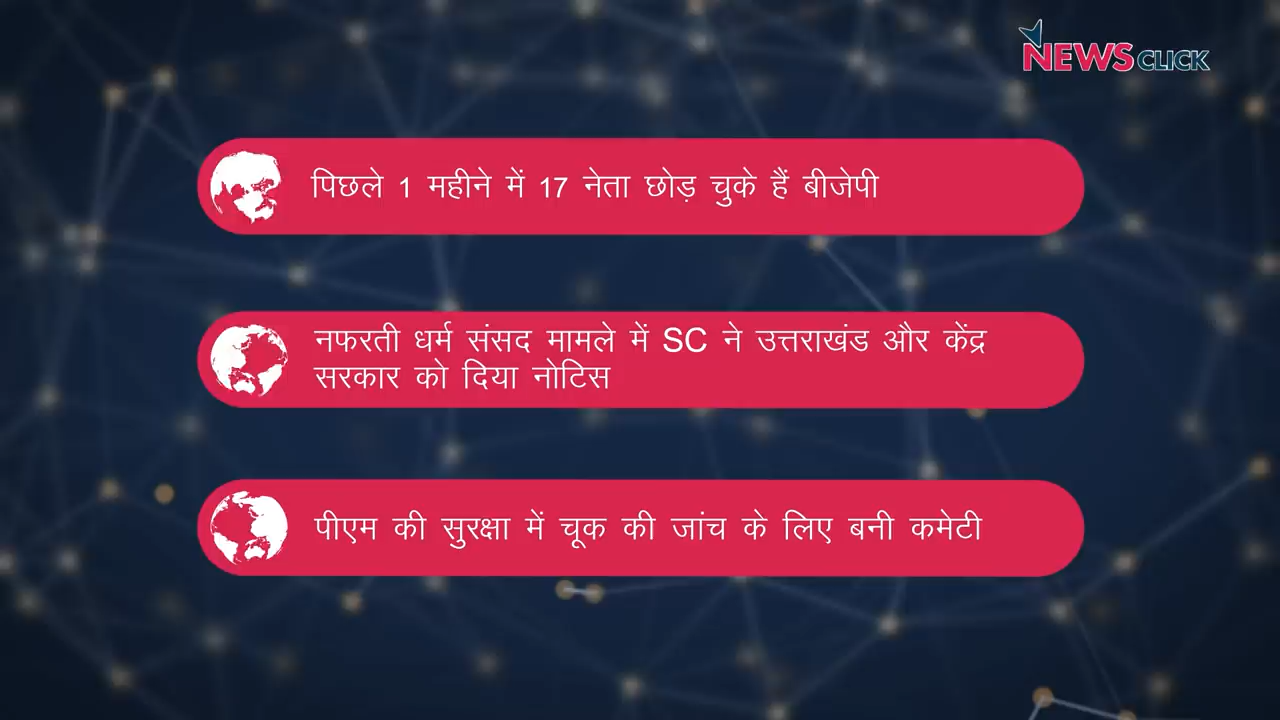 NEWSCLICK
पिछले 1 महीने में 17 नेता छोड़ चुके हैं बीजेपी
नफरती धर्म संसद मामले में SC ने उत्तराखंड और केंद्र
सरकार को दिया नोटिस
पीएम की सुरक्षा में चूक की जांच के लिए बनी कमेटी